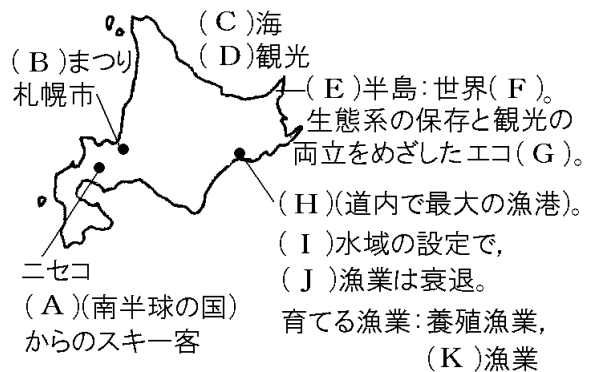 ( C )海
( D )観光
( B )まつり
札幌市
( E )半島:世界( F )。
生態系の保存と観光の
両立をめざしたエコ( G )。
( H )(道内で最大の漁港)。
( I )水域の設定で,
( J )漁業は衰退。
ニセコ
( A )(南半球の国)
からのスキー客
育てる漁業:養殖漁業,
( K )漁業